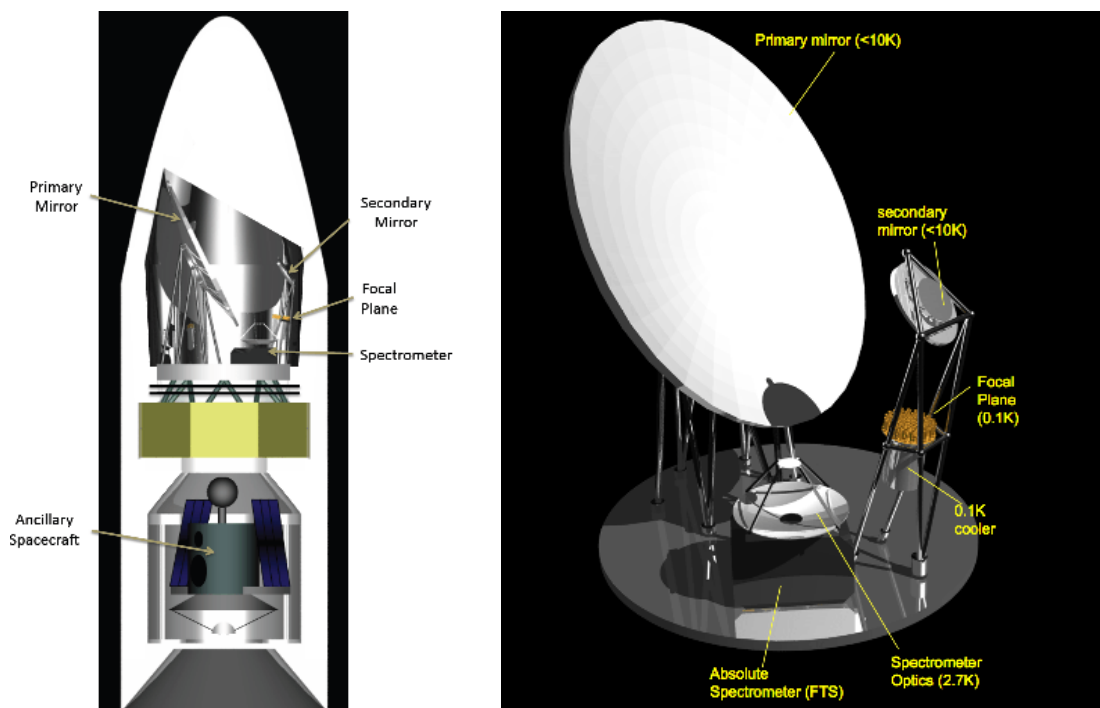 Primary
Mirror
Secondary
Mirror
Focal
Plane
Spectrometer
Ancillary
Spacecraft
Primary mirror (<10K)
secondary
mirror (<10K)
Focal
Plane
(0.1K)
0.1K
cooler
Spectrometer
Optics (2.7K)
Absolute
Spectrometer (FTS)